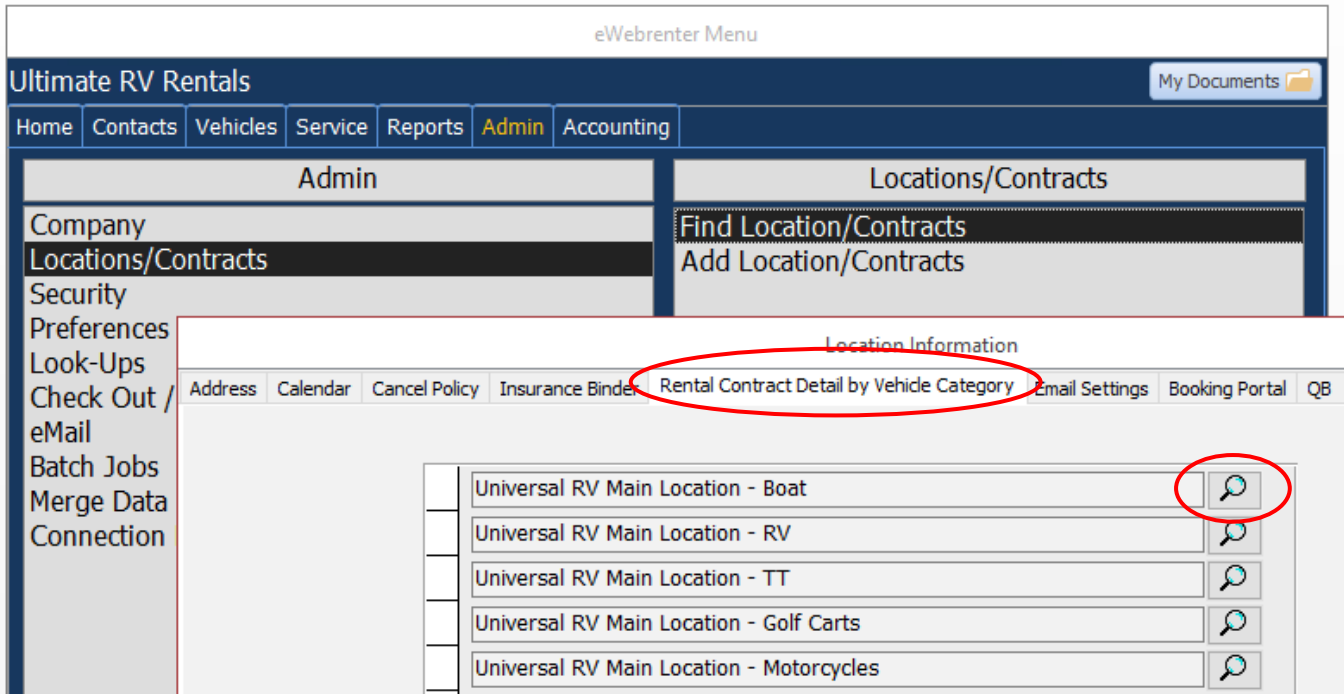 eWebrenter Menu
Ultimate RV Rentals
My Documents
Home Contacts Vehicles Service Reports Admin Accounting
Admin
Locations/Contracts
Company
Locations/Contracts
Security
Preferences
Look-Ups
Check Out /
eMail
Batch Jobs
Merge Data
Connection
Find Location/Contracts
Add Location/Contracts
Location Information
Address Calendar Cancel Policy Insurance Binder Rental Contract Detail by Vehicle Category Email Settings Booking Portal QB
Universal RV Main Location - Boat
Universal RV Main Location - RV
Universal RV Main Location - TT
Universal RV Main Location - Golf Carts
Universal RV Main Location - Motorcycles